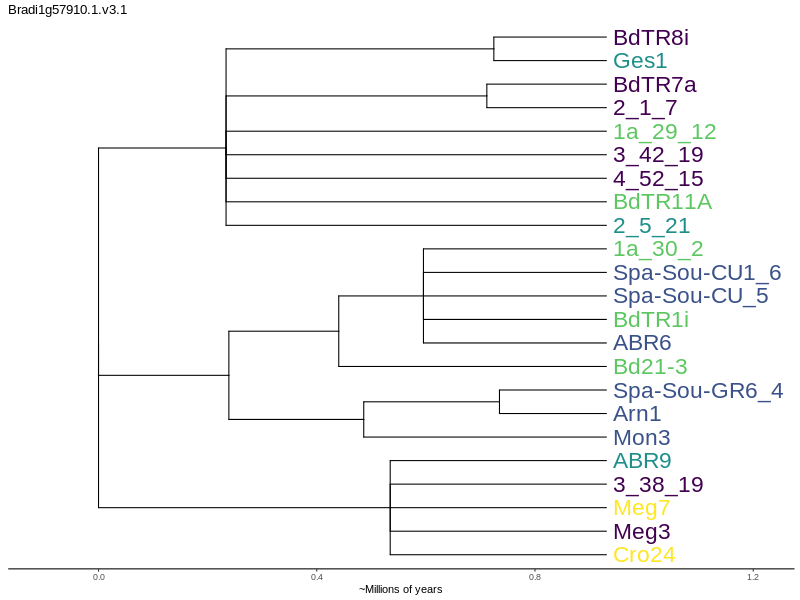 Bradi1g57910.1.v3.1
BdTR8i
Ges1
BdTR7a
2_1_7
1a_29_12
3_42_19
4_52_15
BdTR11A
2_5_21
1a_30_2
Spa-Sou-CU1_6
Spa-Sou-CU_5
BdTR1i
ABR6
Bd21-3
Spa-Sou-GR6_4
Arn1
Mon3
ABR9
3_38_19
Meg7
Meg3
Cro24
0.0 0.4 0.8 1.2
~Millions of years